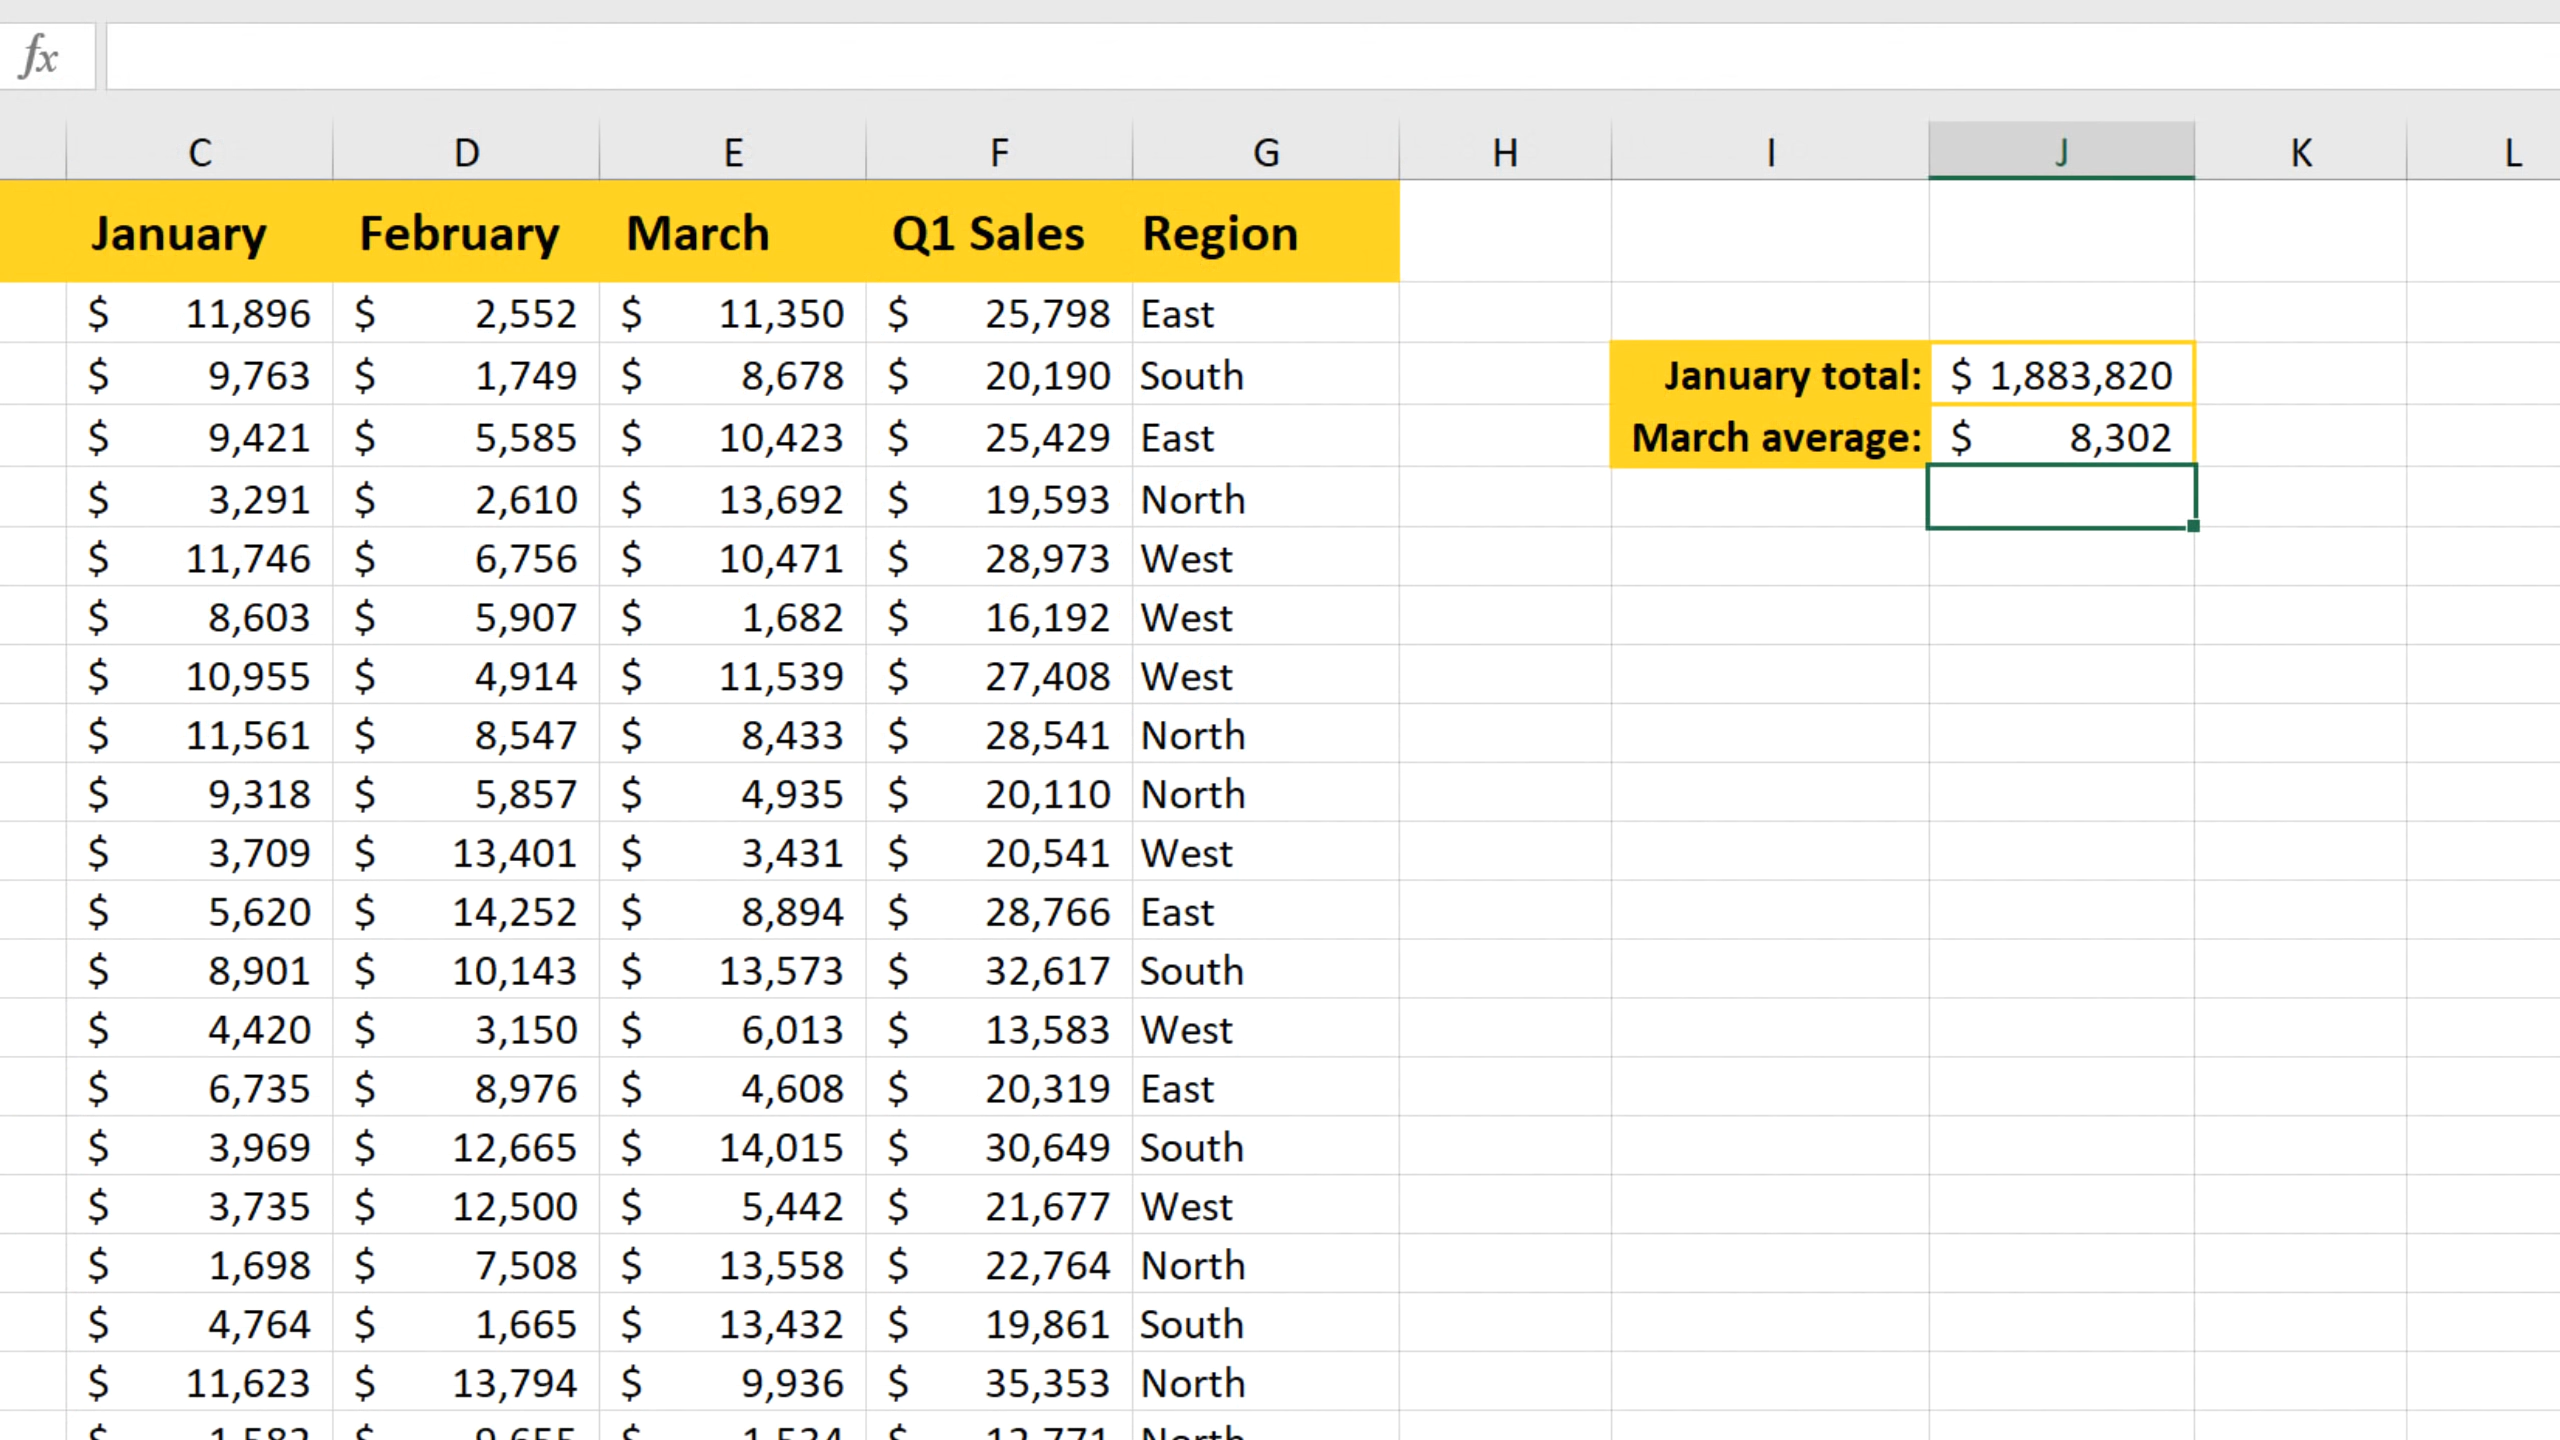 fx
C D E F G H I J K L
January February March Q1 Sales Region
$ 11,896 $ 2,552 $ 11,350 $ 25,798 East
$ 9,763 $ 1,749 $ 8,678 $ 20,190 South January total: $ 1,883,820
$ 9,421 $ 5,585 $ 10,423 $ 25,429 East March average: $ 8,302
$ 3,291 $ 2,610 $ 13,692 $ 19,593 North
$ 11,746 $ 6,756 $ 10,471 $ 28,973 West
$ 8,603 $ 5,907 $ 1,682 $ 16,192 West
$ 10,955 $ 4,914 $ 11,539 $ 27,408 West
$ 11,561 $ 8,547 $ 8,433 $ 28,541 North
$ 9,318 $ 5,857 $ 4,935 $ 20,110 North
$ 3,709 $ 13,401 $ 3,431 $ 20,541 West
$ 5,620 $ 14,252 $ 8,894 $ 28,766 East
$ 8,901 $ 10,143 $ 13,573 $ 32,617 South
$ 4,420 $ 3,150 $ 6,013 $ 13,583 West
$ 6,735 $ 8,976 $ 4,608 $ 20,319 East
$ 3,969 $ 12,665 $ 14,015 $ 30,649 South
$ 3,735 $ 12,500 $ 5,442 $ 21,677 West
$ 1,698 $ 7,508 $ 13,558 $ 22,764 North
$ 4,764 $ 1,665 $ 13,432 $ 19,861 South
$ 11,623 $ 13,794 $ 9,936 $ 35,353 North
$ $ $ $ North